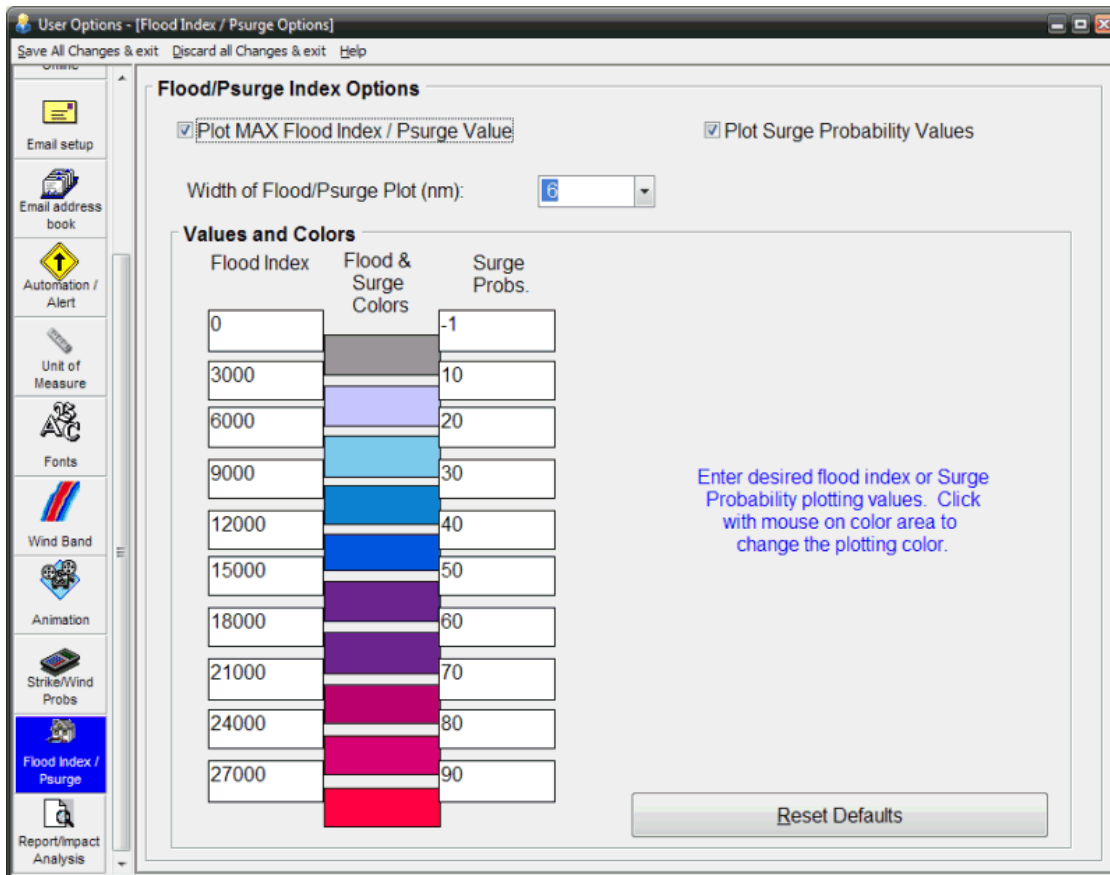 User Options - [Flood Index / Psurge Options]
Save All Changes & exit Discard all Changes & exit Help
Email setup
Email address
book
Automation /
Alert
Unit of
Measure
Fonts
Wind Band
Animation
Strike/Wind
Probs
Flood Index /
Psurge
Report/Impact
Analysis
Flood/Psurge Index Options
Plot MAX Flood Index / Psurge Value
Plot Surge Probability Values
Width of Flood/Psurge Plot (nm): 6
Values and Colors
Flood Index
Flood &
Surge
Colors
Surge
Probs.
0 -1
3000 10
6000 20
9000 30
12000 40
15000 50
18000 60
21000 70
24000 80
27000 90
Enter desired flood index or Surge
Probability plotting values. Click
with mouse on color area to
change the plotting color.
Reset Defaults